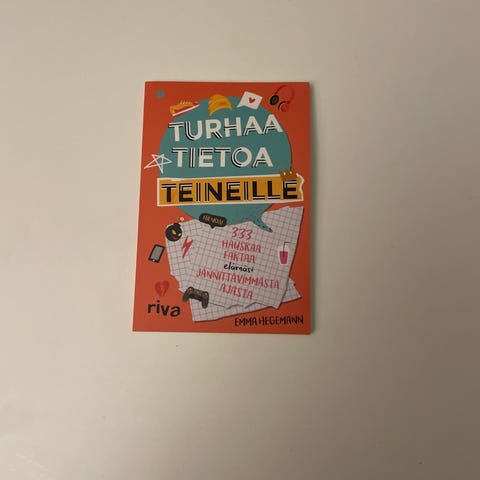 TURHAA
TIETOA
TEINEILLE
333
HAUSKAA
FAKTAA
elämäsi
JÄNNITTÄVIMMÄSTÄ
AJASTA
riva
EMMA HEGEMANN